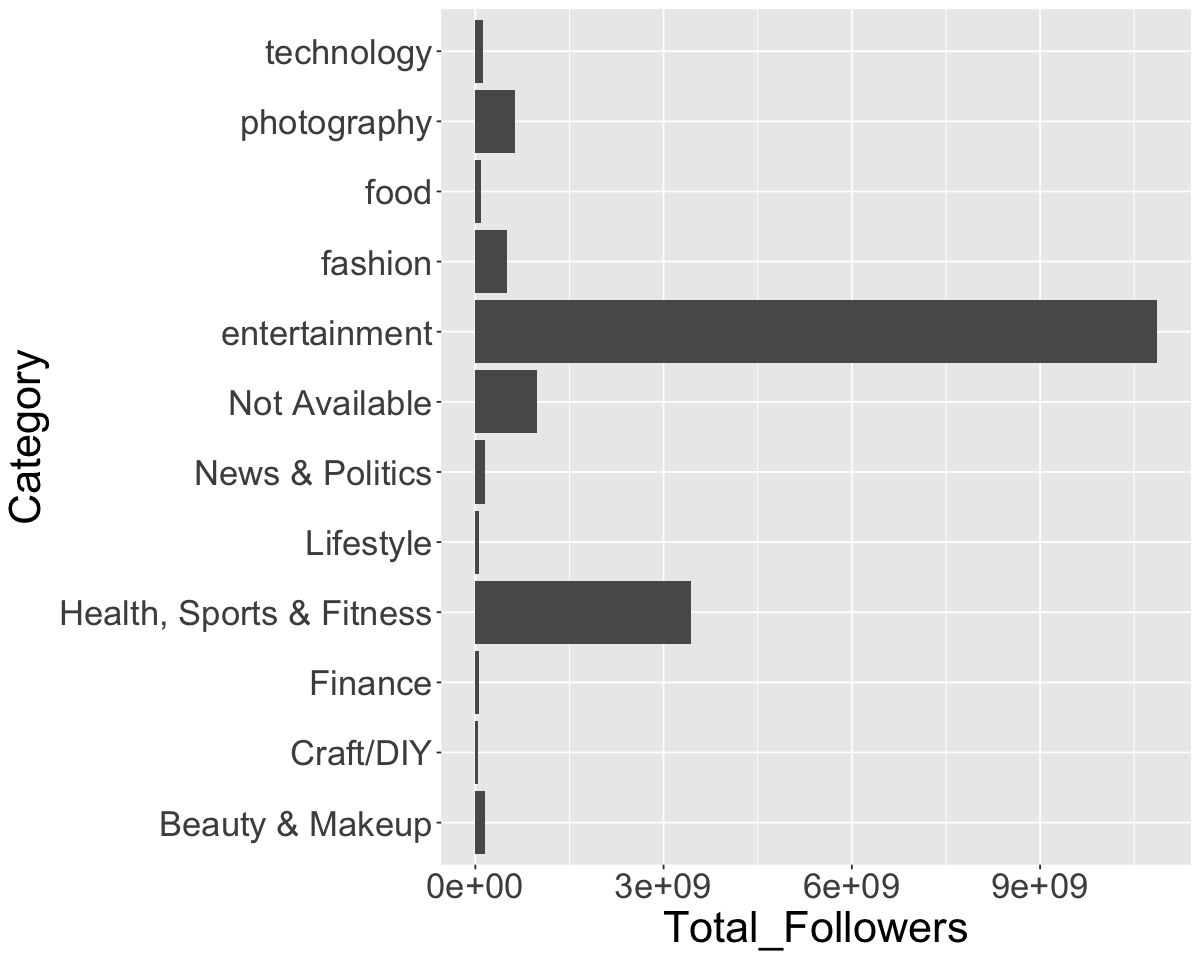 technology
photography
food
fashion
entertainment
Not Available
News & Politics
Lifestyle
Health, Sports & Fitness
Finance
Craft/DIY
Beauty & Makeup
Category
0e+00 3e+09 6e+09 9e+09
Total_Followers